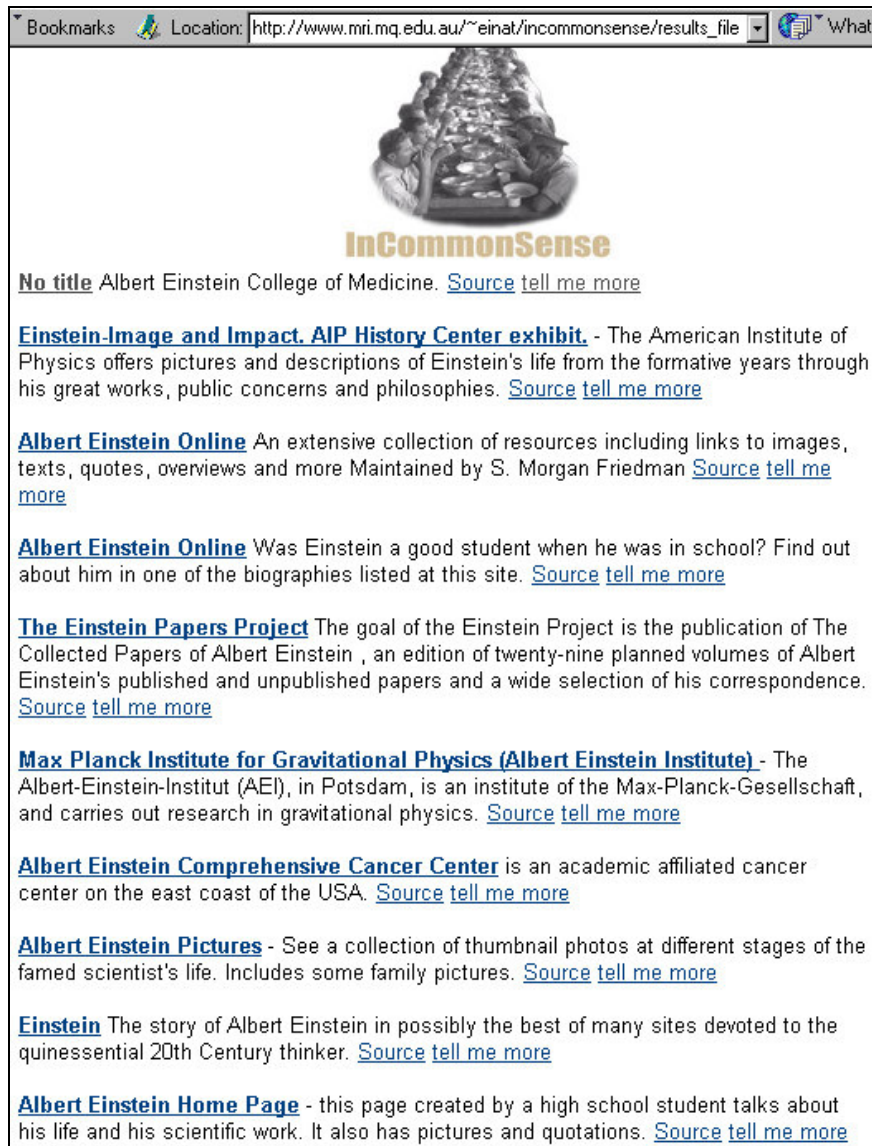 Bookmarks Location: http://www.mri.mq.edu.au/~einat/incommonsense/results_file What
InCommonSense
No title Albert Einstein College of Medicine. Source tell me more
Einstein-Image and Impact. AIP History Center exhibit. - The American Institute of
Physics offers pictures and descriptions of Einstein's life from the formative years through
his great works, public concerns and philosophies. Source tell me more
Albert Einstein Online An extensive collection of resources including links to images,
texts, quotes, overviews and more Maintained by S. Morgan Friedman Source tell me
more
Albert Einstein Online Was Einstein a good student when he was in school? Find out
about him in one of the biographies listed at this site. Source tell me more
The Einstein Papers Project The goal of the Einstein Project is the publication of The
Collected Papers of Albert Einstein , an edition of twenty-nine planned volumes of Albert
Einstein's published and unpublished papers and a wide selection of his correspondence.
Source tell me more
Max Planck Institute for Gravitational Physics (Albert Einstein Institute) - The
Albert-Einstein-Institut (AEI), in Potsdam, is an institute of the Max-Planck-Gesellschaft,
and carries out research in gravitational physics. Source tell me more
Albert Einstein Comprehensive Cancer Center is an academic affiliated cancer
center on the east coast of the USA. Source tell me more
Albert Einstein Pictures - See a collection of thumbnail photos at different stages of the
famed scientist's life. Includes some family pictures. Source tell me more
Einstein The story of Albert Einstein in possibly the best of many sites devoted to the
quinessential 20th Century thinker. Source tell me more
Albert Einstein Home Page - this page created by a high school student talks about
his life and his scientific work. It also has pictures and quotations. Source tell me more